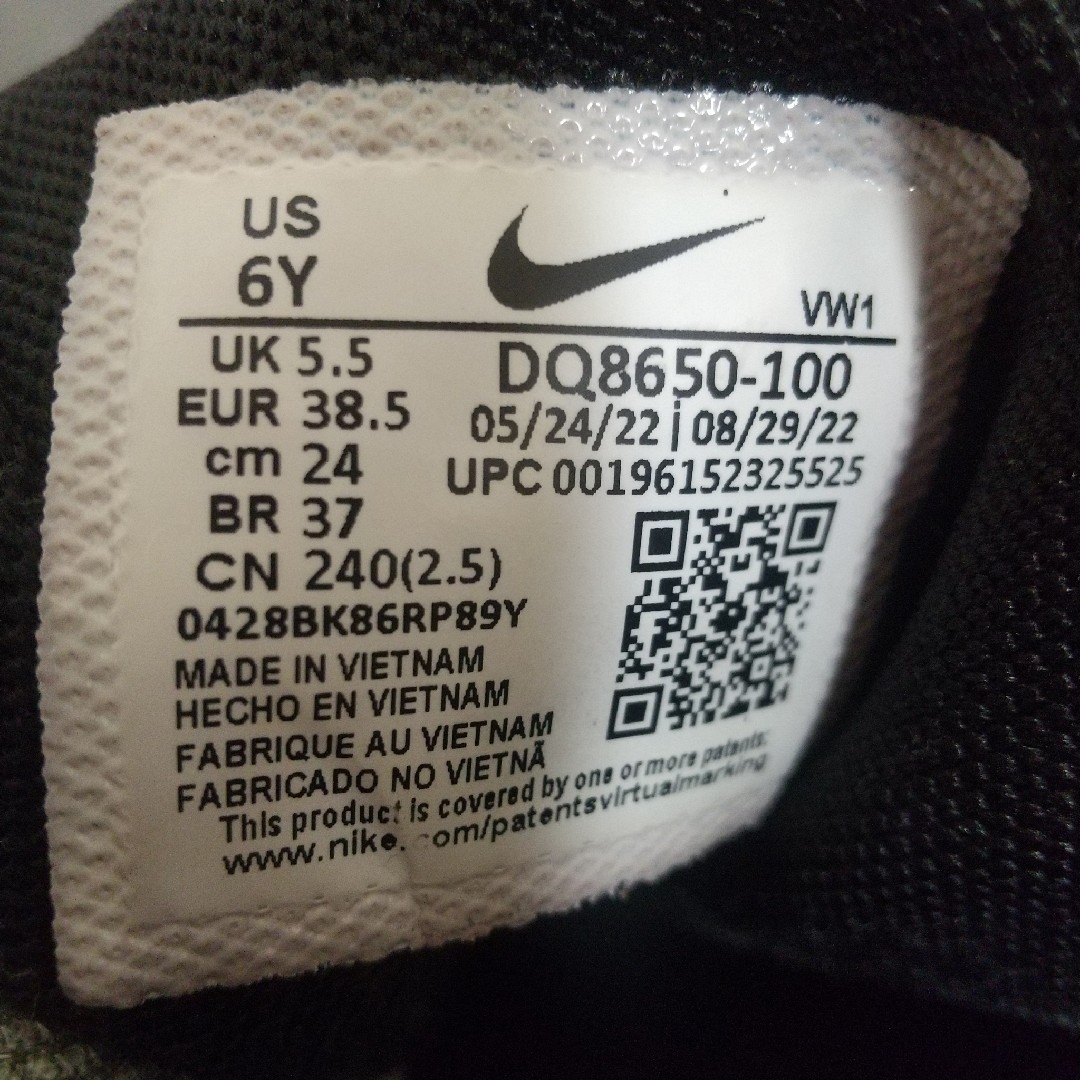 US
6Y
VW1
UK 5.5
EUR 38.5
cm 24
BR 37
CN 240(2.5)
DQ8650-100
05/24/22 | 08/29/22
UPC 00196152325525
0428BK86RP89Y
MADE IN VIETNAM
HECHO EN VIETNAM
FABRIQUE AU VIETNAM
FABRICADO NO VIETNÃ
This product is covered by one or more patents:
www.nike.com/patentsvirtualmarking